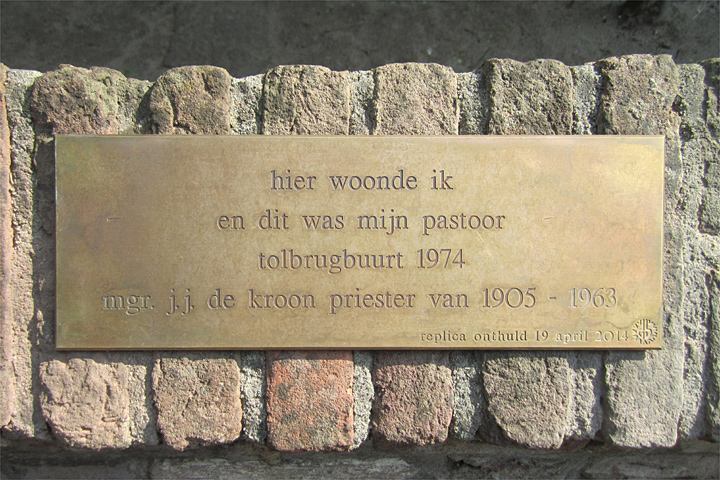 hier woonde ik
en dit was mijn pastoor
tolbrugbuurt 1974
mgr. j.j. de kroon priester van 1905 - 1963
replica onthuld 19 april 2014